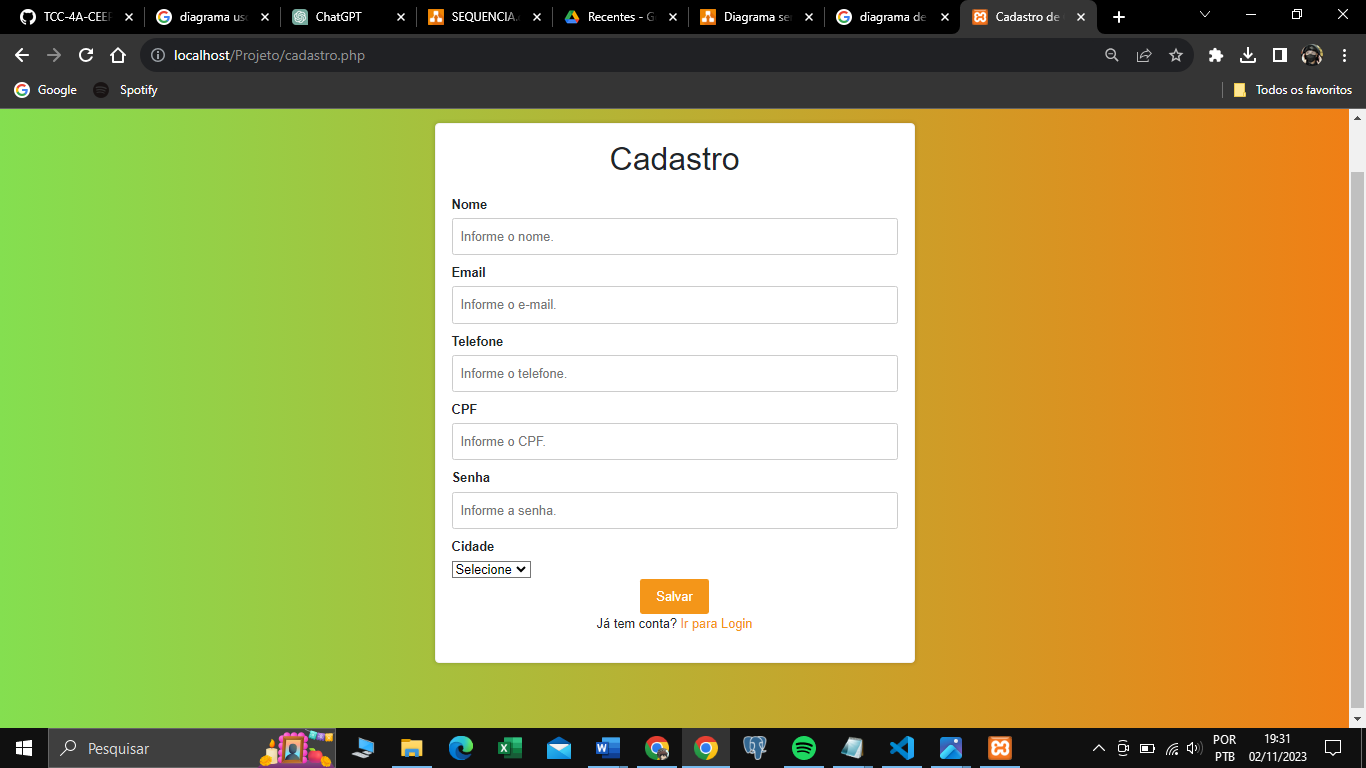 TCC-4A-CEEP
diagrama us
ChatGPT
SEQUENCIA.
Recentes - G
Diagrama se
diagrama de
Cadastro de
localhost/Projeto/cadastro.php
Google
Spotify
Todos os favoritos
Cadastro
Nome
Informe o nome.
Email
Informe o e-mail.
Telefone
Informe o telefone.
CPF
Informe o CPF.
Senha
Informe a senha.
Cidade
Selecione
Salvar
Já tem conta? Ir para Login
Pesquisar
POR
PTB
19:31
02/11/2023